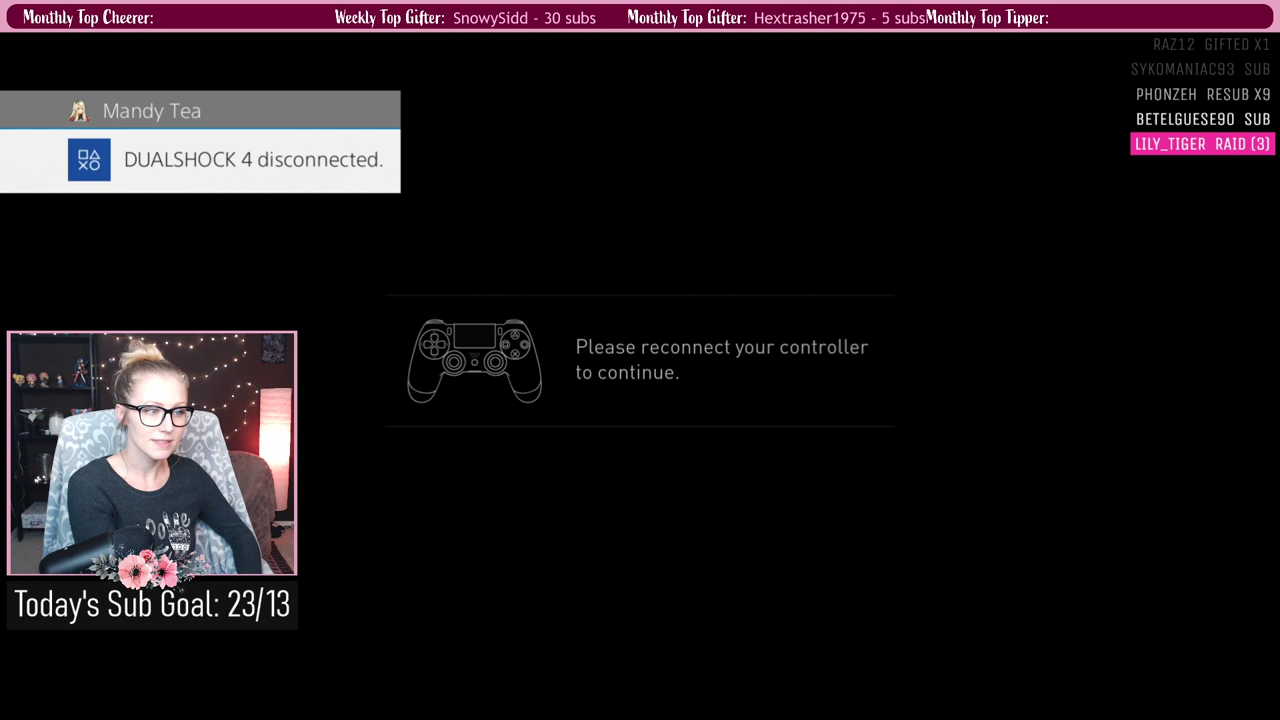 Monthly Top Cheerer:
Weekly Top Gifter: SnowySidd - 30 subs
Monthly Top Gifter: Hextrasher1975 - 5 subs
Monthly Top Tipper:
RAZ12 GIFTED X1
SYKOMANIAC93 SUB
PHONZEH RESUB X9
BETELGUESE90 SUB
LILY_TIGER RAID (3)
Mandy Tea
DUALSHOCK 4 disconnected.
Please reconnect your controller
to continue.
Today's Sub Goal: 23/13